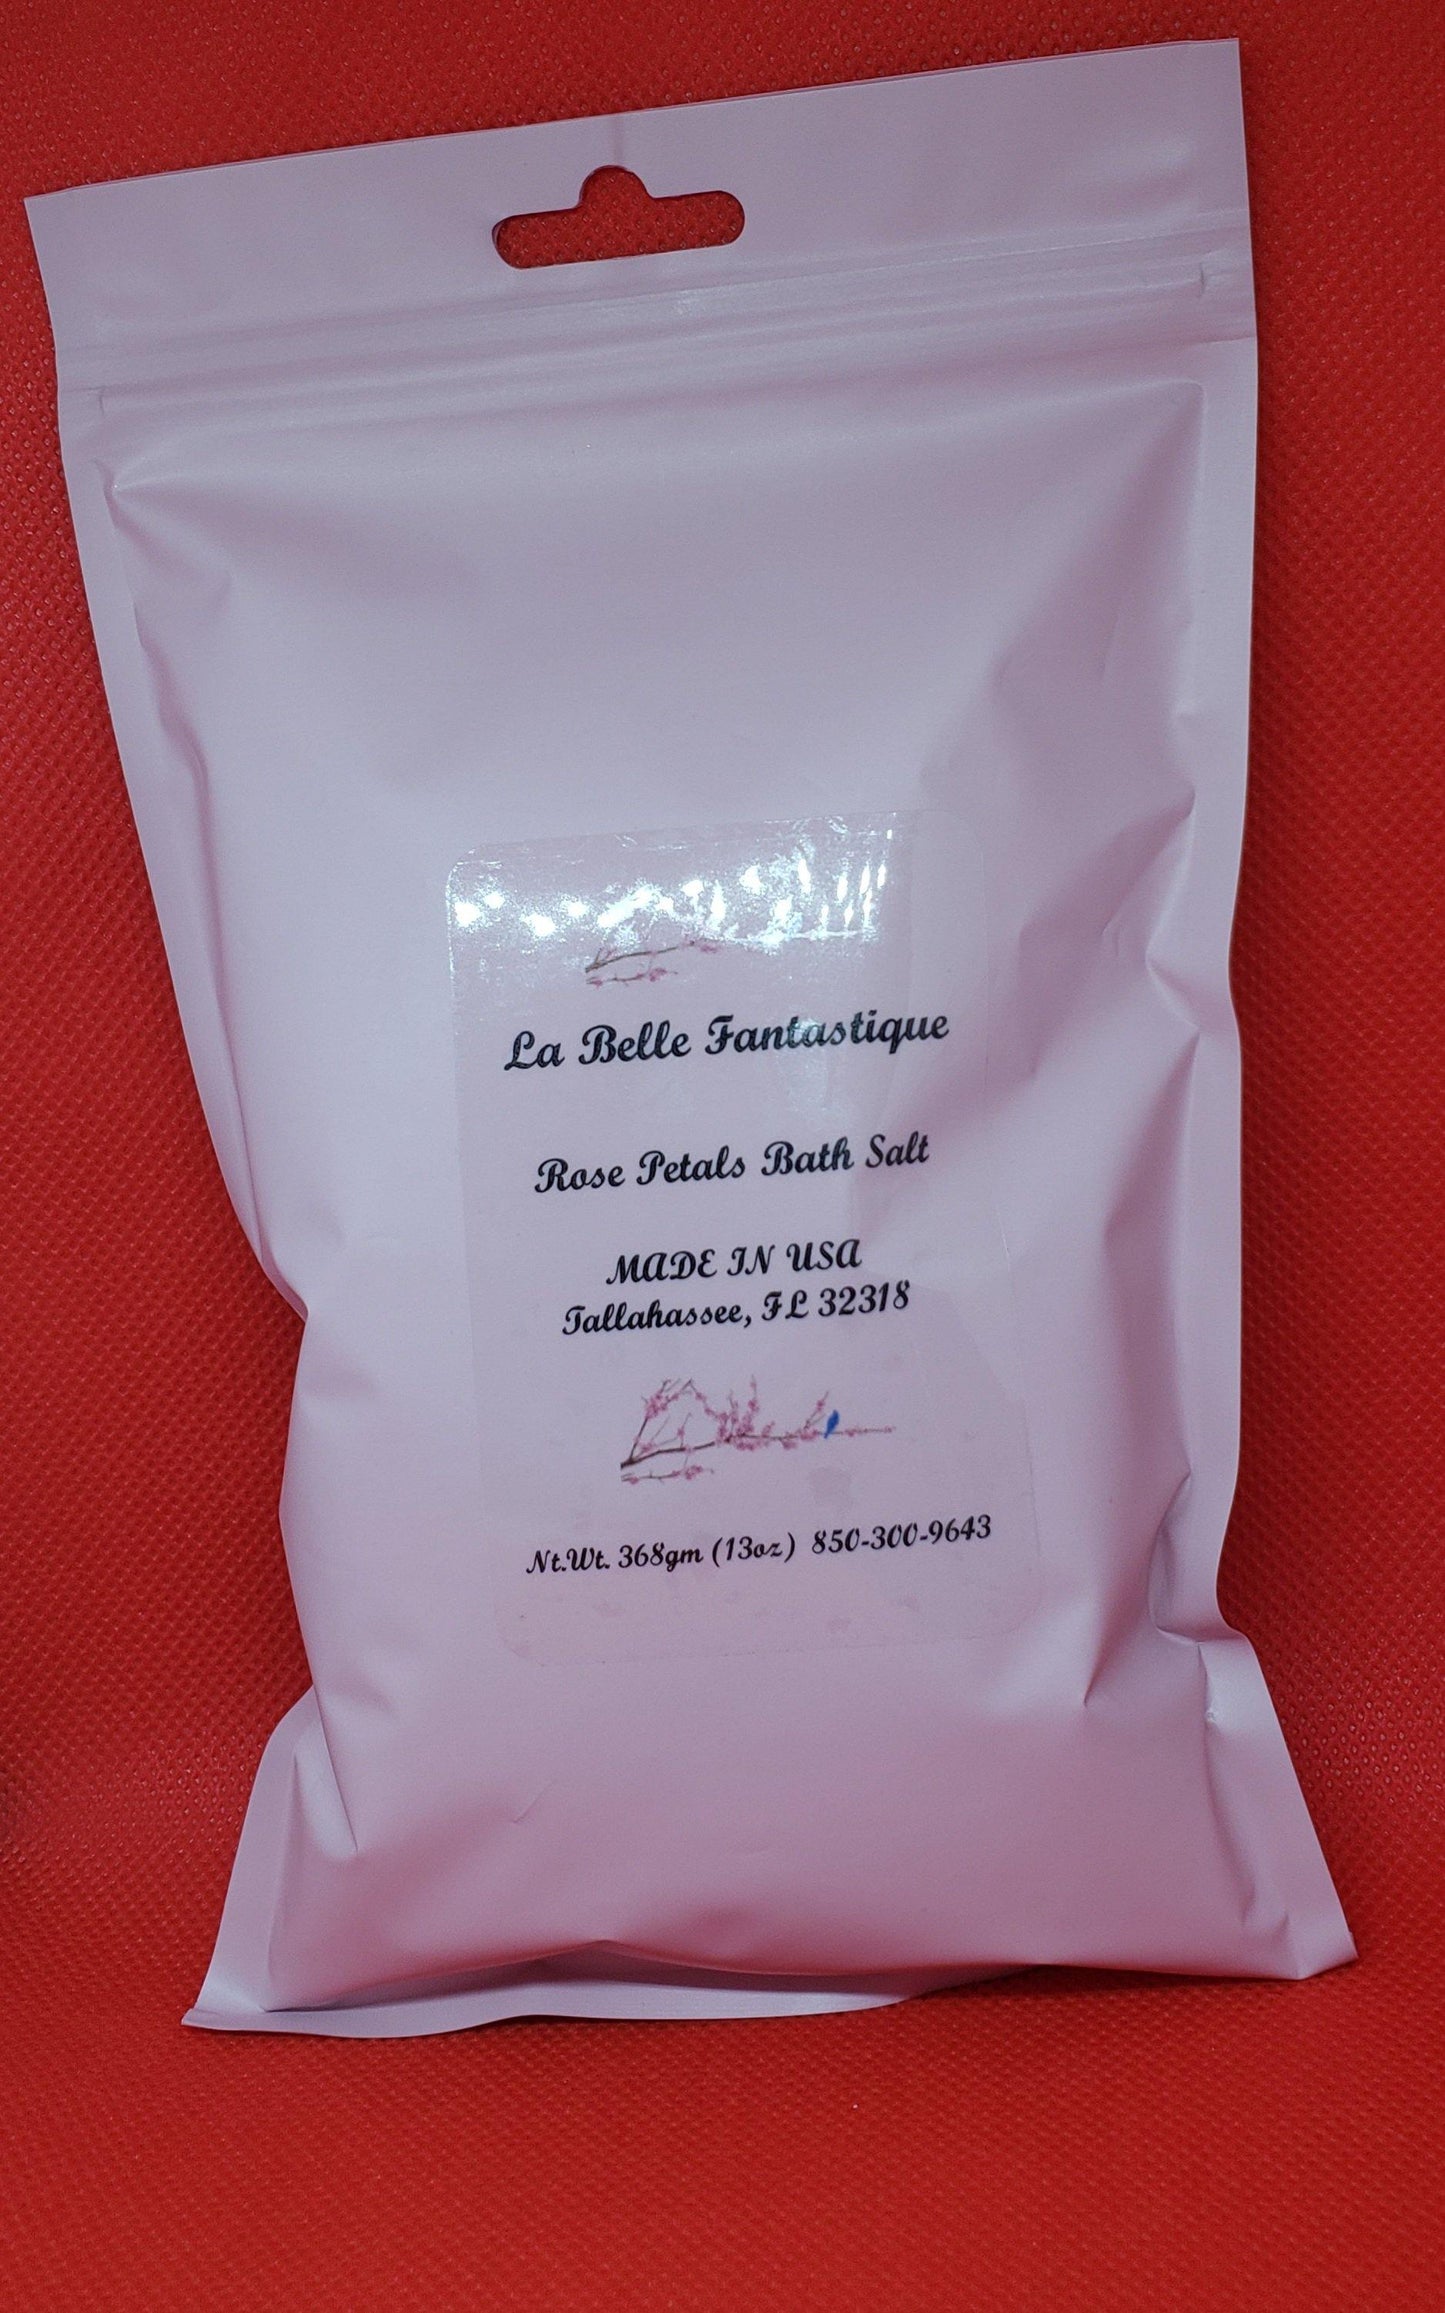 La Belle Fantastique
Rose Petals Bath Salt
MADE IN USA
Tallahassee, FL 32318
Nt.Wt. 368gm (13oz) 850-300-9643